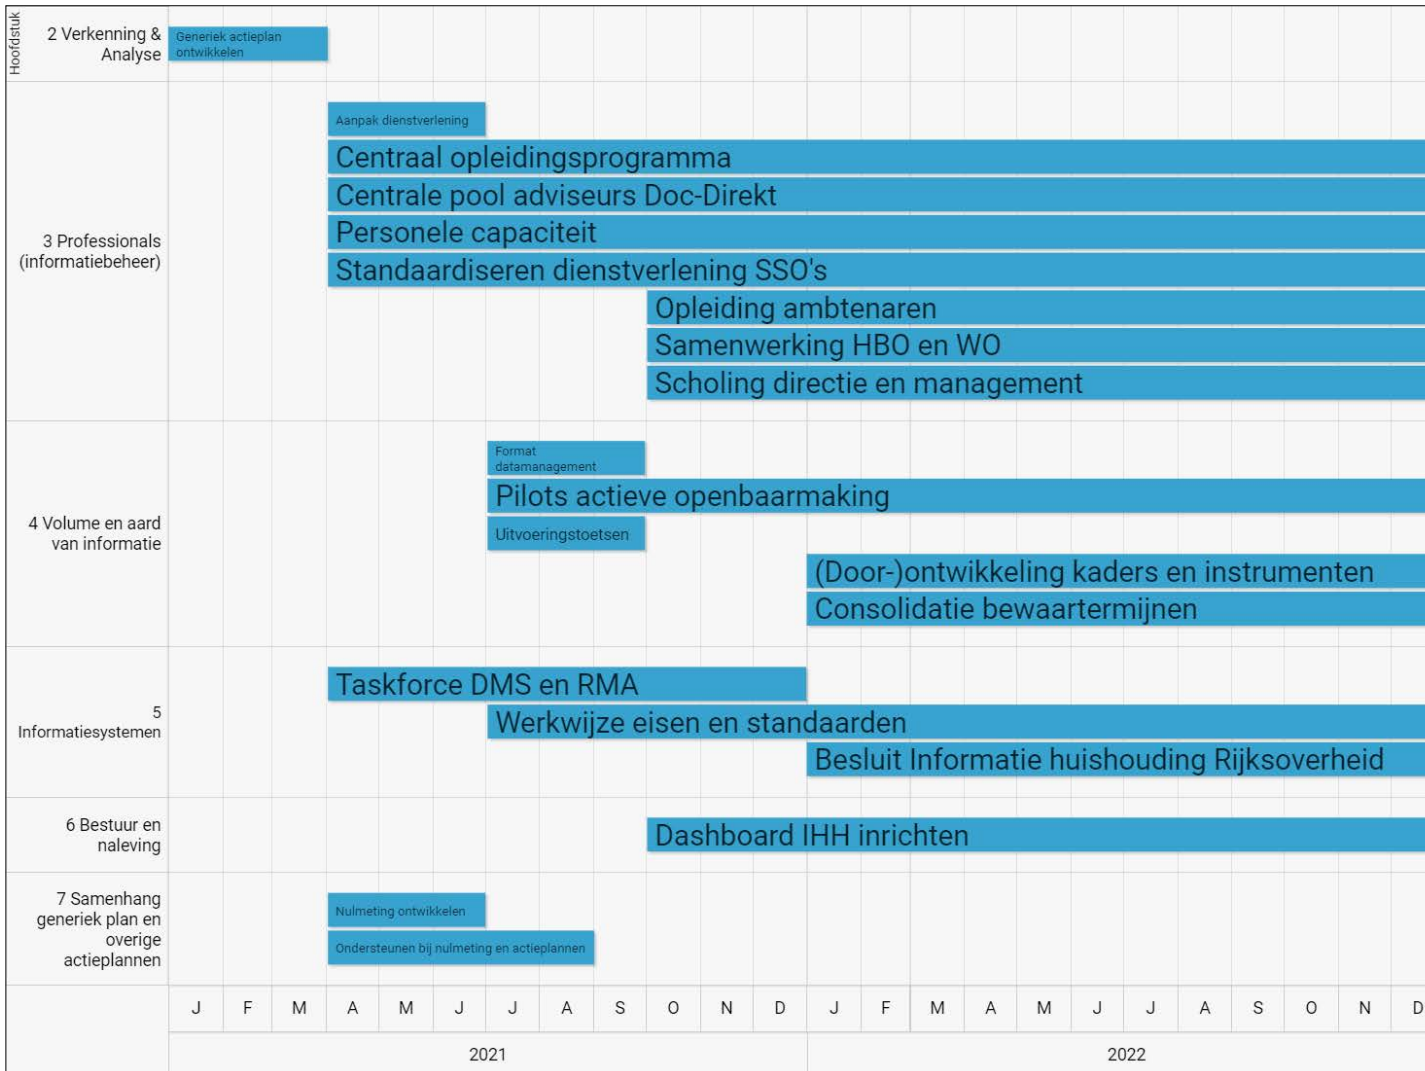 Hoofdstuk
2 Verkenning &
Analyse
Generiek actieplan
ontwikkelen
3 Professionals
(informatiebeheer)
Aanpak dienstverlening
Centraal opleidingsprogramma
Centrale pool adviseurs Doc-Direkt
Personele capaciteit
Standaardiseren dienstverlening SSO's
Opleiding ambtenaren
Samenwerking HBO en WO
Scholing directie en management
4 Volume en aard
van informatie
Format
datamanagement
Pilots actieve openbaarmaking
Uitvoeringstoetsen
(Door-)ontwikkeling kaders en instrumenten
Consolidatie bewaartermijnen
5
Informatiesystemen
Taskforce DMS en RMA
Werkwijze eisen en standaarden
Besluit Informatie huishouding Rijksoverheid
6 Bestuur en
naleving
Dashboard IHH inrichten
7 Samenhang
generiek plan en
overige
actieplannen
Nulmeting ontwikkelen
Ondersteunen bij nulmeting en actieplannen
J F M A M J J A S O N D J F M A M J J A S O N D
2021 2022